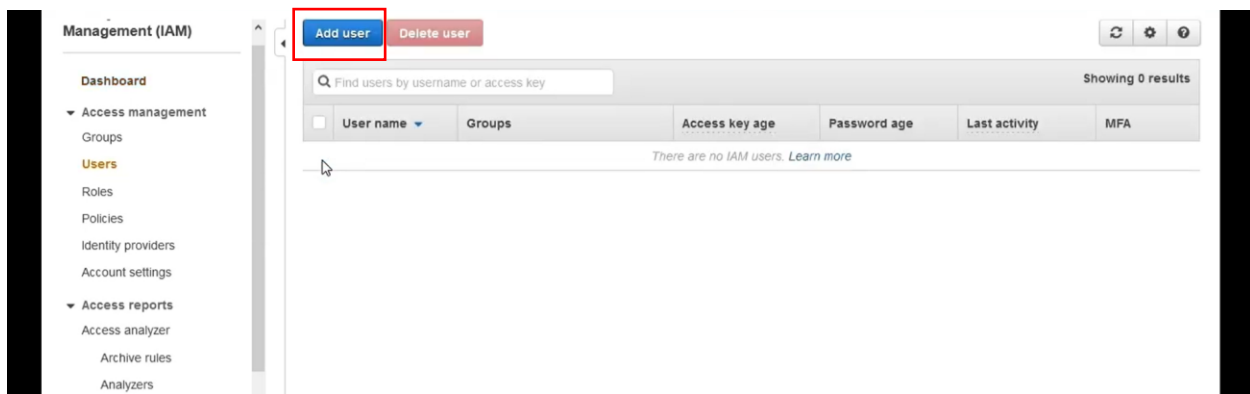 Management (IAM)
Dashboard
Access management
Groups
Users
Roles
Policies
Identity providers
Account settings
Access reports
Access analyzer
Archive rules
Analyzers
Add user Delete user
Find users by username or access key Showing 0 results
User name Groups Access key age Password age Last activity MFA
There are no IAM users. Learn more